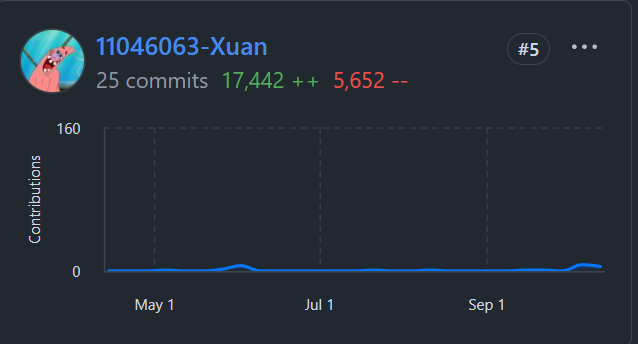 11046063-Xuan
#5
...
25 commits 17,442 ++ 5,652 --
160
Contributions
0
May 1
Jul 1
Sep 1